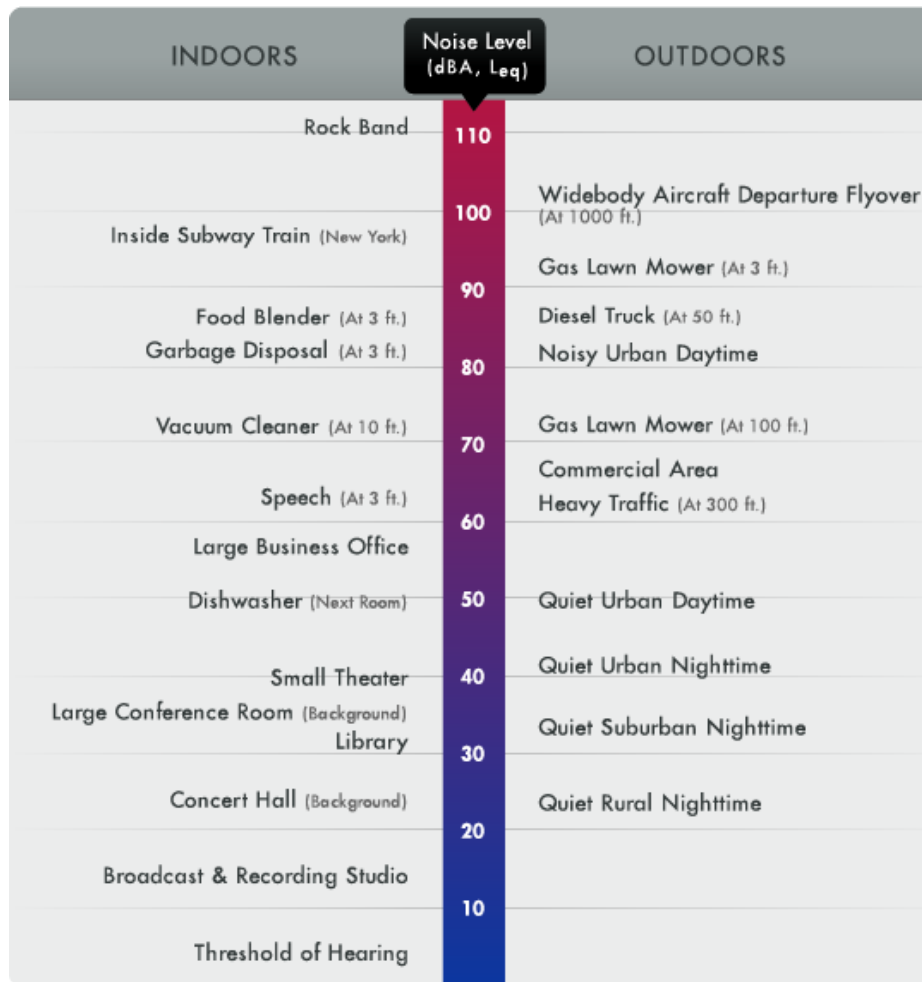 INDOORS
Noise Level
(dBA, Leq)
OUTDOORS
Rock Band
110
Widebody Aircraft Departure Flyover
(At 1000 ft.)
100
Inside Subway Train (New York)
Gas Lawn Mower (At 3 ft.)
90
Food Blender (At 3 ft.)
Diesel Truck (At 50 ft.)
Garbage Disposal (At 3 ft.)
Noisy Urban Daytime
80
Vacuum Cleaner (At 10 ft.)
Gas Lawn Mower (At 100 ft.)
70
Commercial Area
Speech (At 3 ft.)
Heavy Traffic (At 300 ft.)
60
Large Business Office
Dishwasher (Next Room)
50
Quiet Urban Daytime
Quiet Urban Nighttime
Small Theater
40
Large Conference Room (Background)
Quiet Suburban Nighttime
Library
30
Concert Hall (Background)
Quiet Rural Nighttime
20
Broadcast & Recording Studio
10
Threshold of Hearing